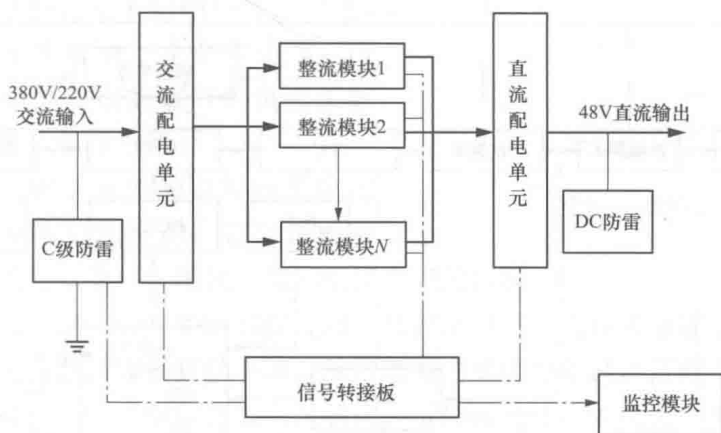 380V/220V
交流输入
交流配电单元
整流模块1
整流模块2
整流模块N
直流配电单元
48V直流输出
C级防雷
DC防雷
信号转接板
监控模块